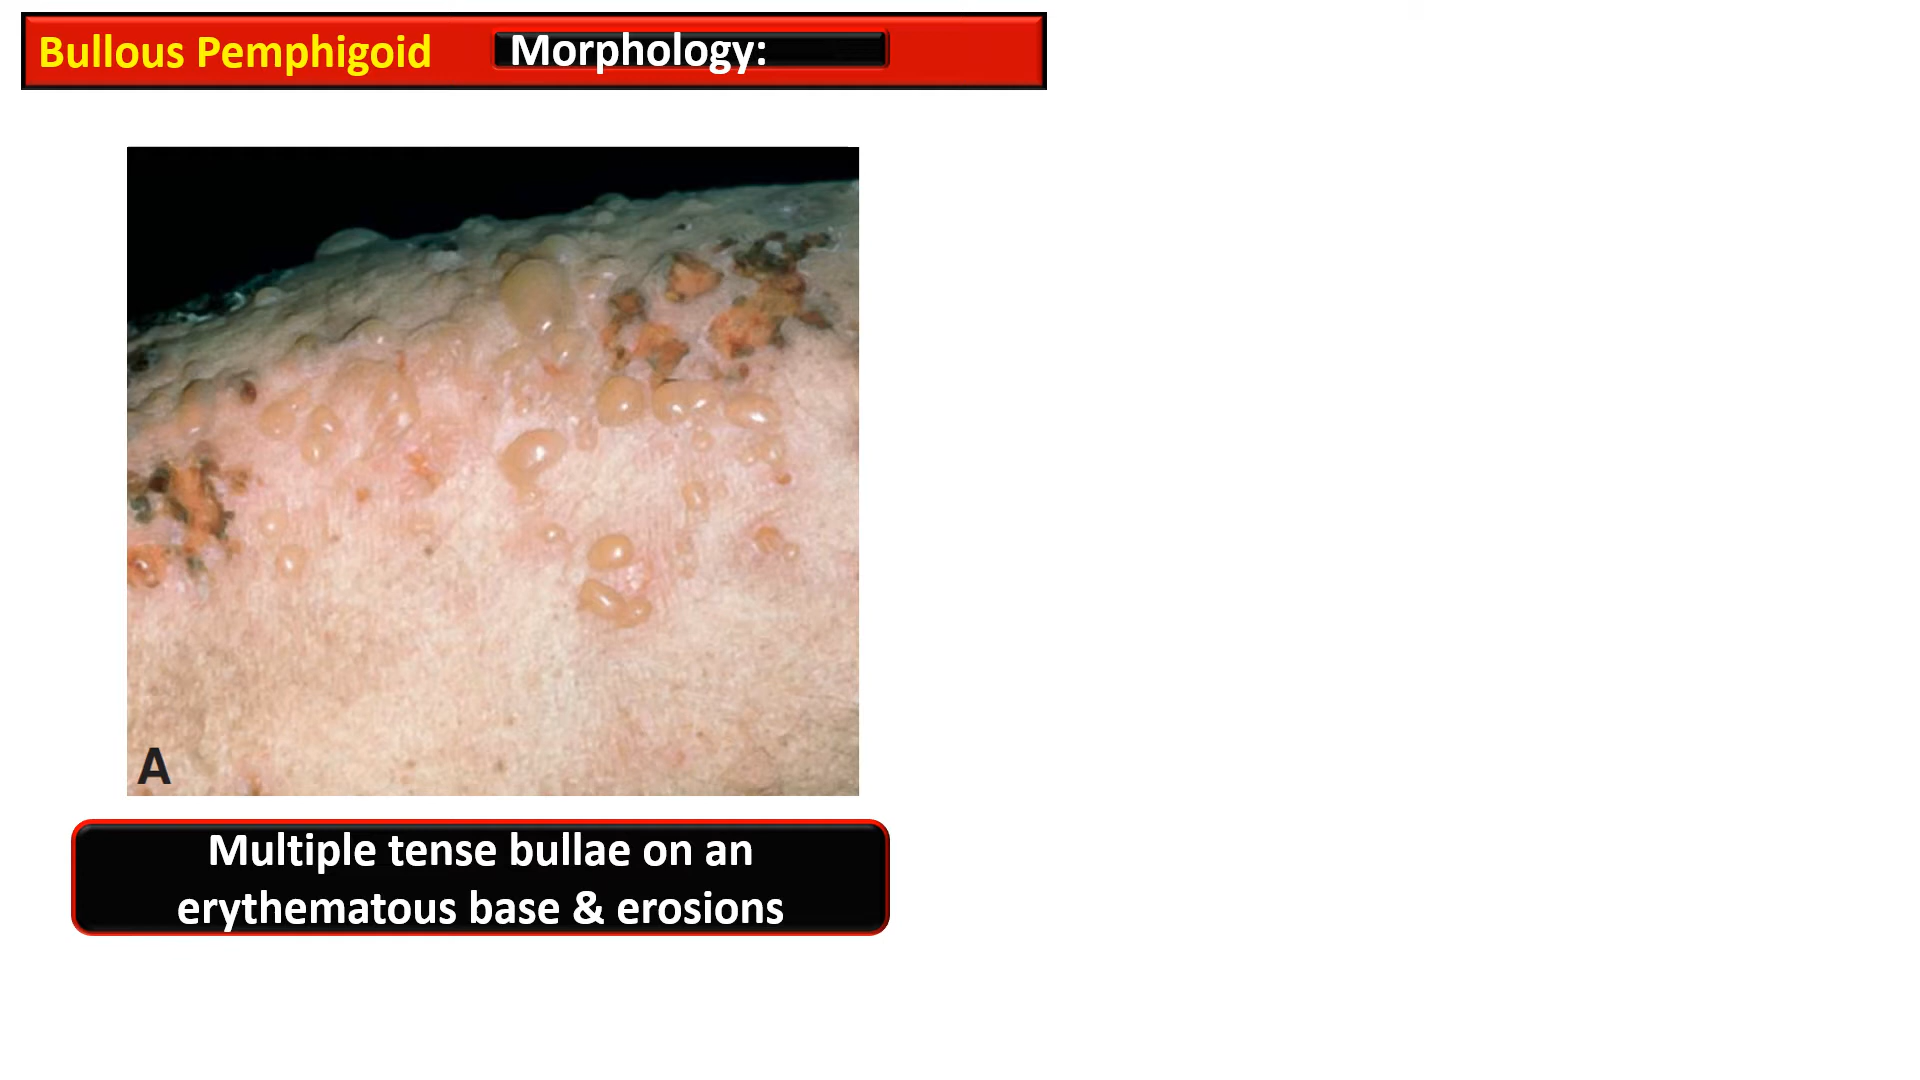 Bullous Pemphigoid Morphology:
A
Multiple tense bullae on an
erythematous base & erosions